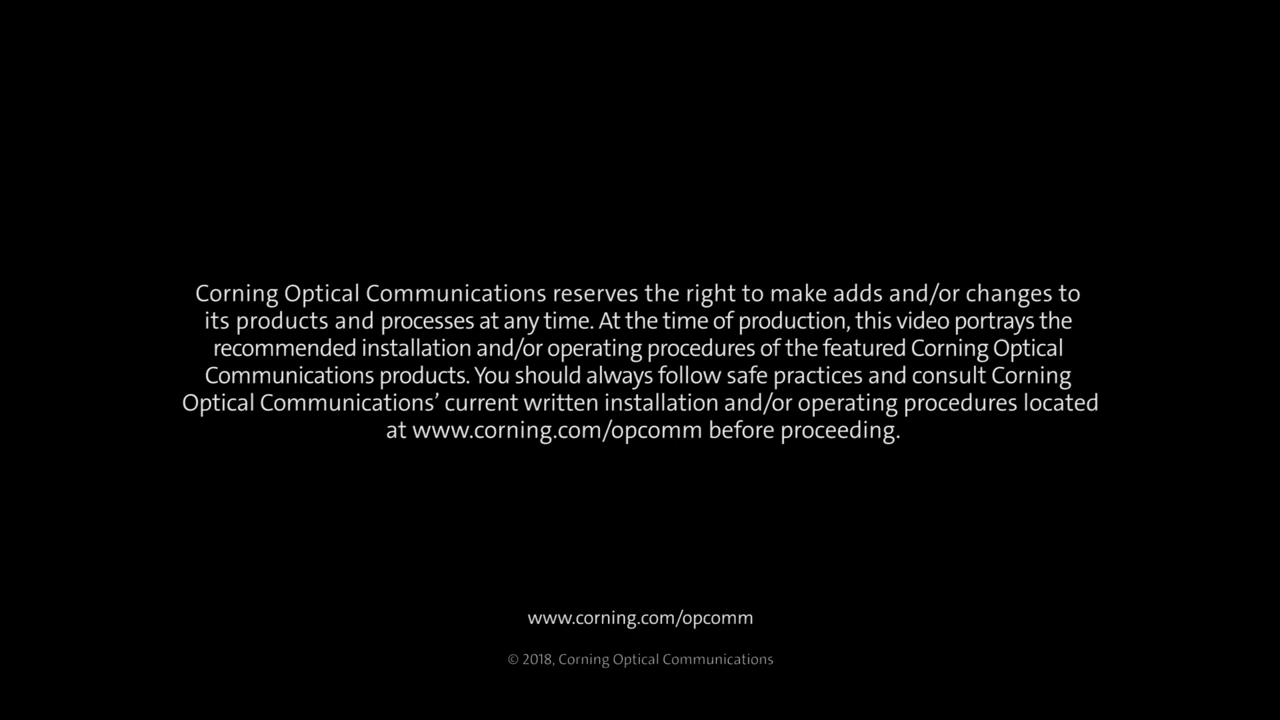 Corning Optical Communications reserves the right to make adds and/or changes to
its products and processes at any time. At the time of production, this video portrays the
recommended installation and/or operating procedures of the featured Corning Optical
Communications products. You should always follow safe practices and consult Corning
Optical Communications’ current written installation and/or operating procedures located
at www.corning.com/opcomm before proceeding.
www.corning.com/opcomm
© 2018, Corning Optical Communications